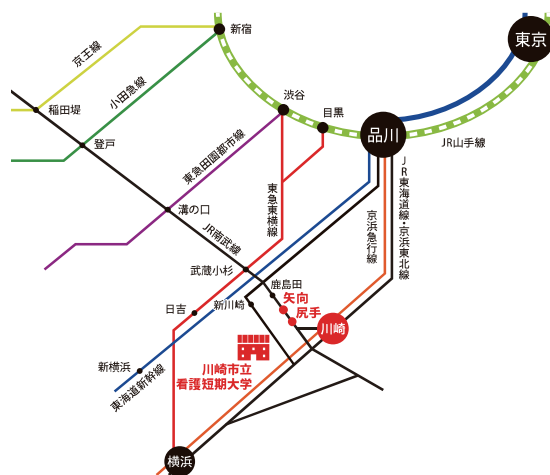 東京
新宿
京王線
小田急線
渋谷
目黒
品川
JR山手線
稲田堤
登戸
東急田園都市線
東急東横線
京浜急行線
JR東海道線・京浜東北線
溝の口
JR南武線
武蔵小杉
鹿島田
矢向
尻手
新川崎
日吉
川崎
川崎市立
看護短期大学
新横浜
東海道新幹線
横浜